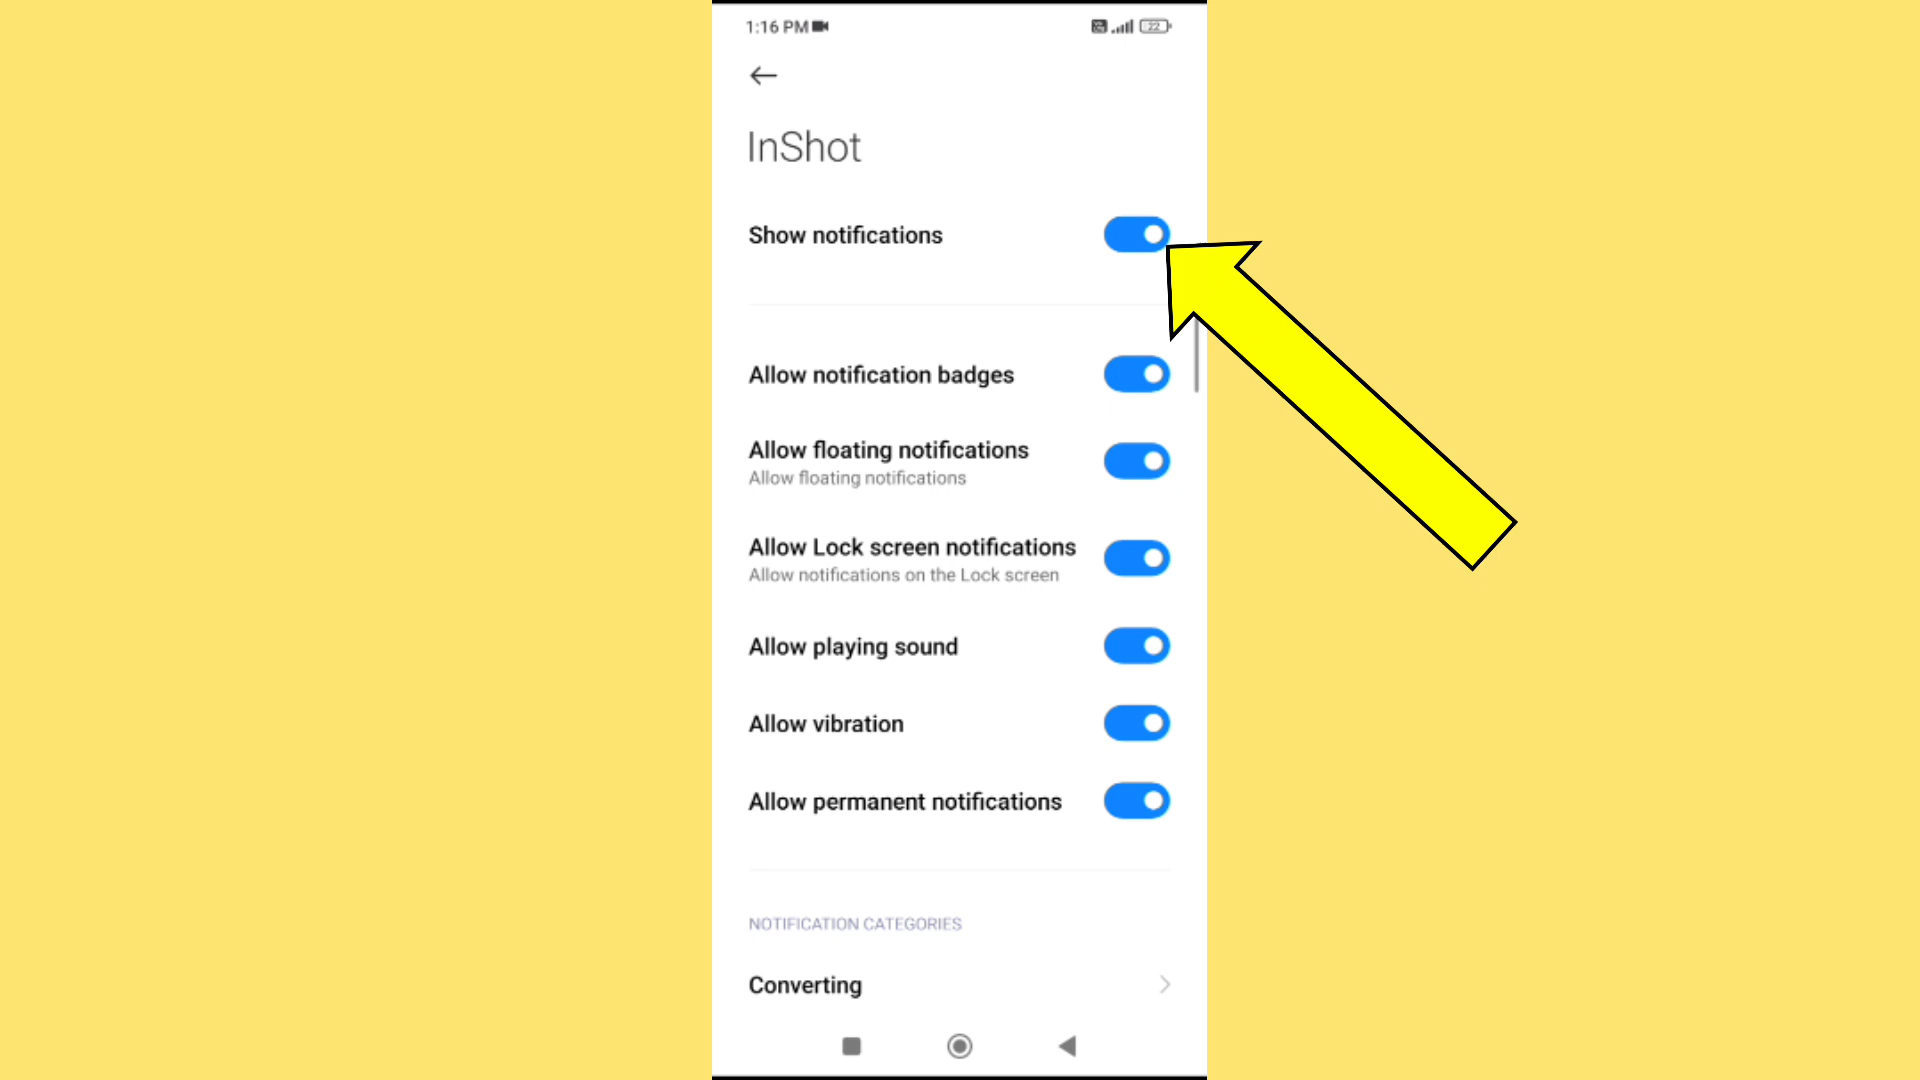 1:16 PM
22
InShot
Show notifications
Allow notification badges
Allow floating notifications
Allow floating notifications
Allow Lock screen notifications
Allow notifications on the Lock screen
Allow playing sound
Allow vibration
Allow permanent notifications
NOTIFICATION CATEGORIES
Converting